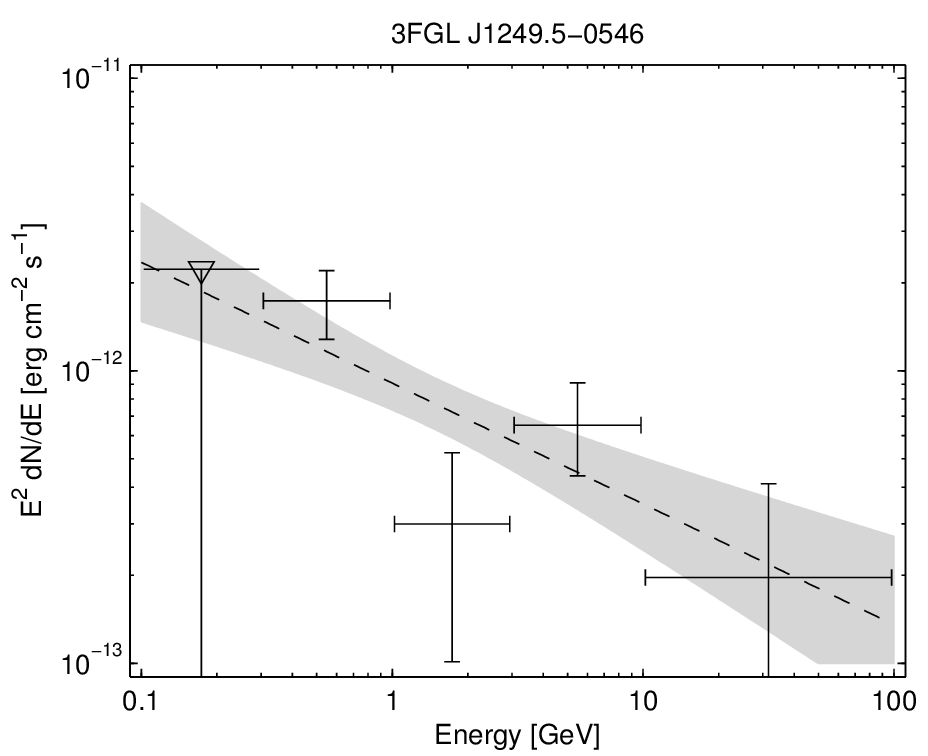 3FGL J1249.5−0546
10⁻¹¹
10⁻¹²
10⁻¹³
E² dN/dE [erg cm⁻² s⁻¹]
0.1 1 10 100
Energy [GeV]